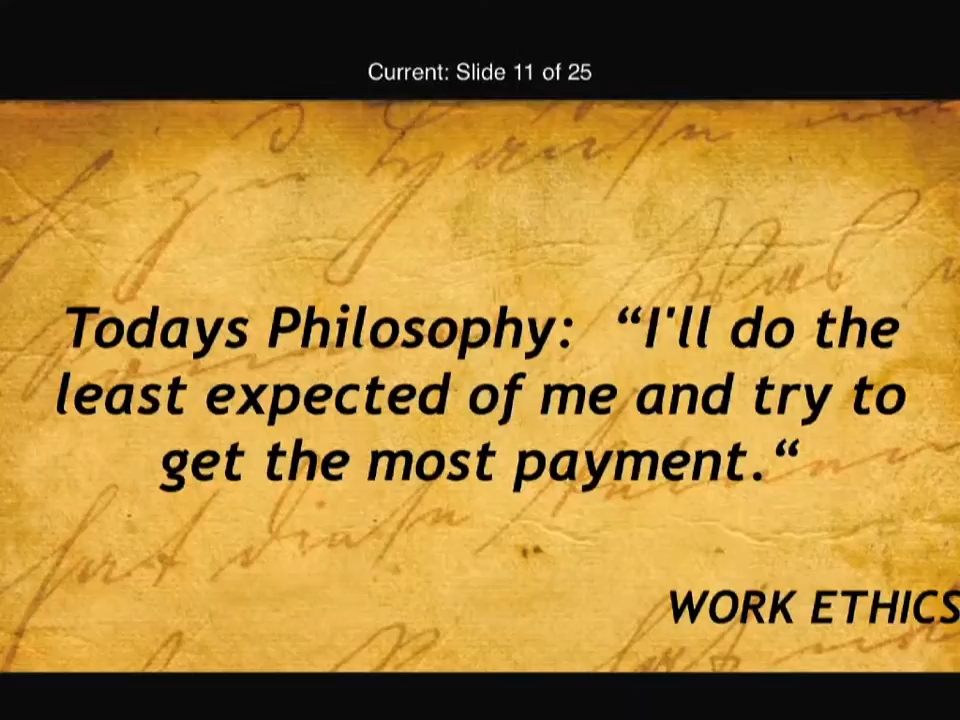 Current: Slide 11 of 25
Todays Philosophy: “I'll do the
least expected of me and try to
get the most payment.“
WORK ETHICS